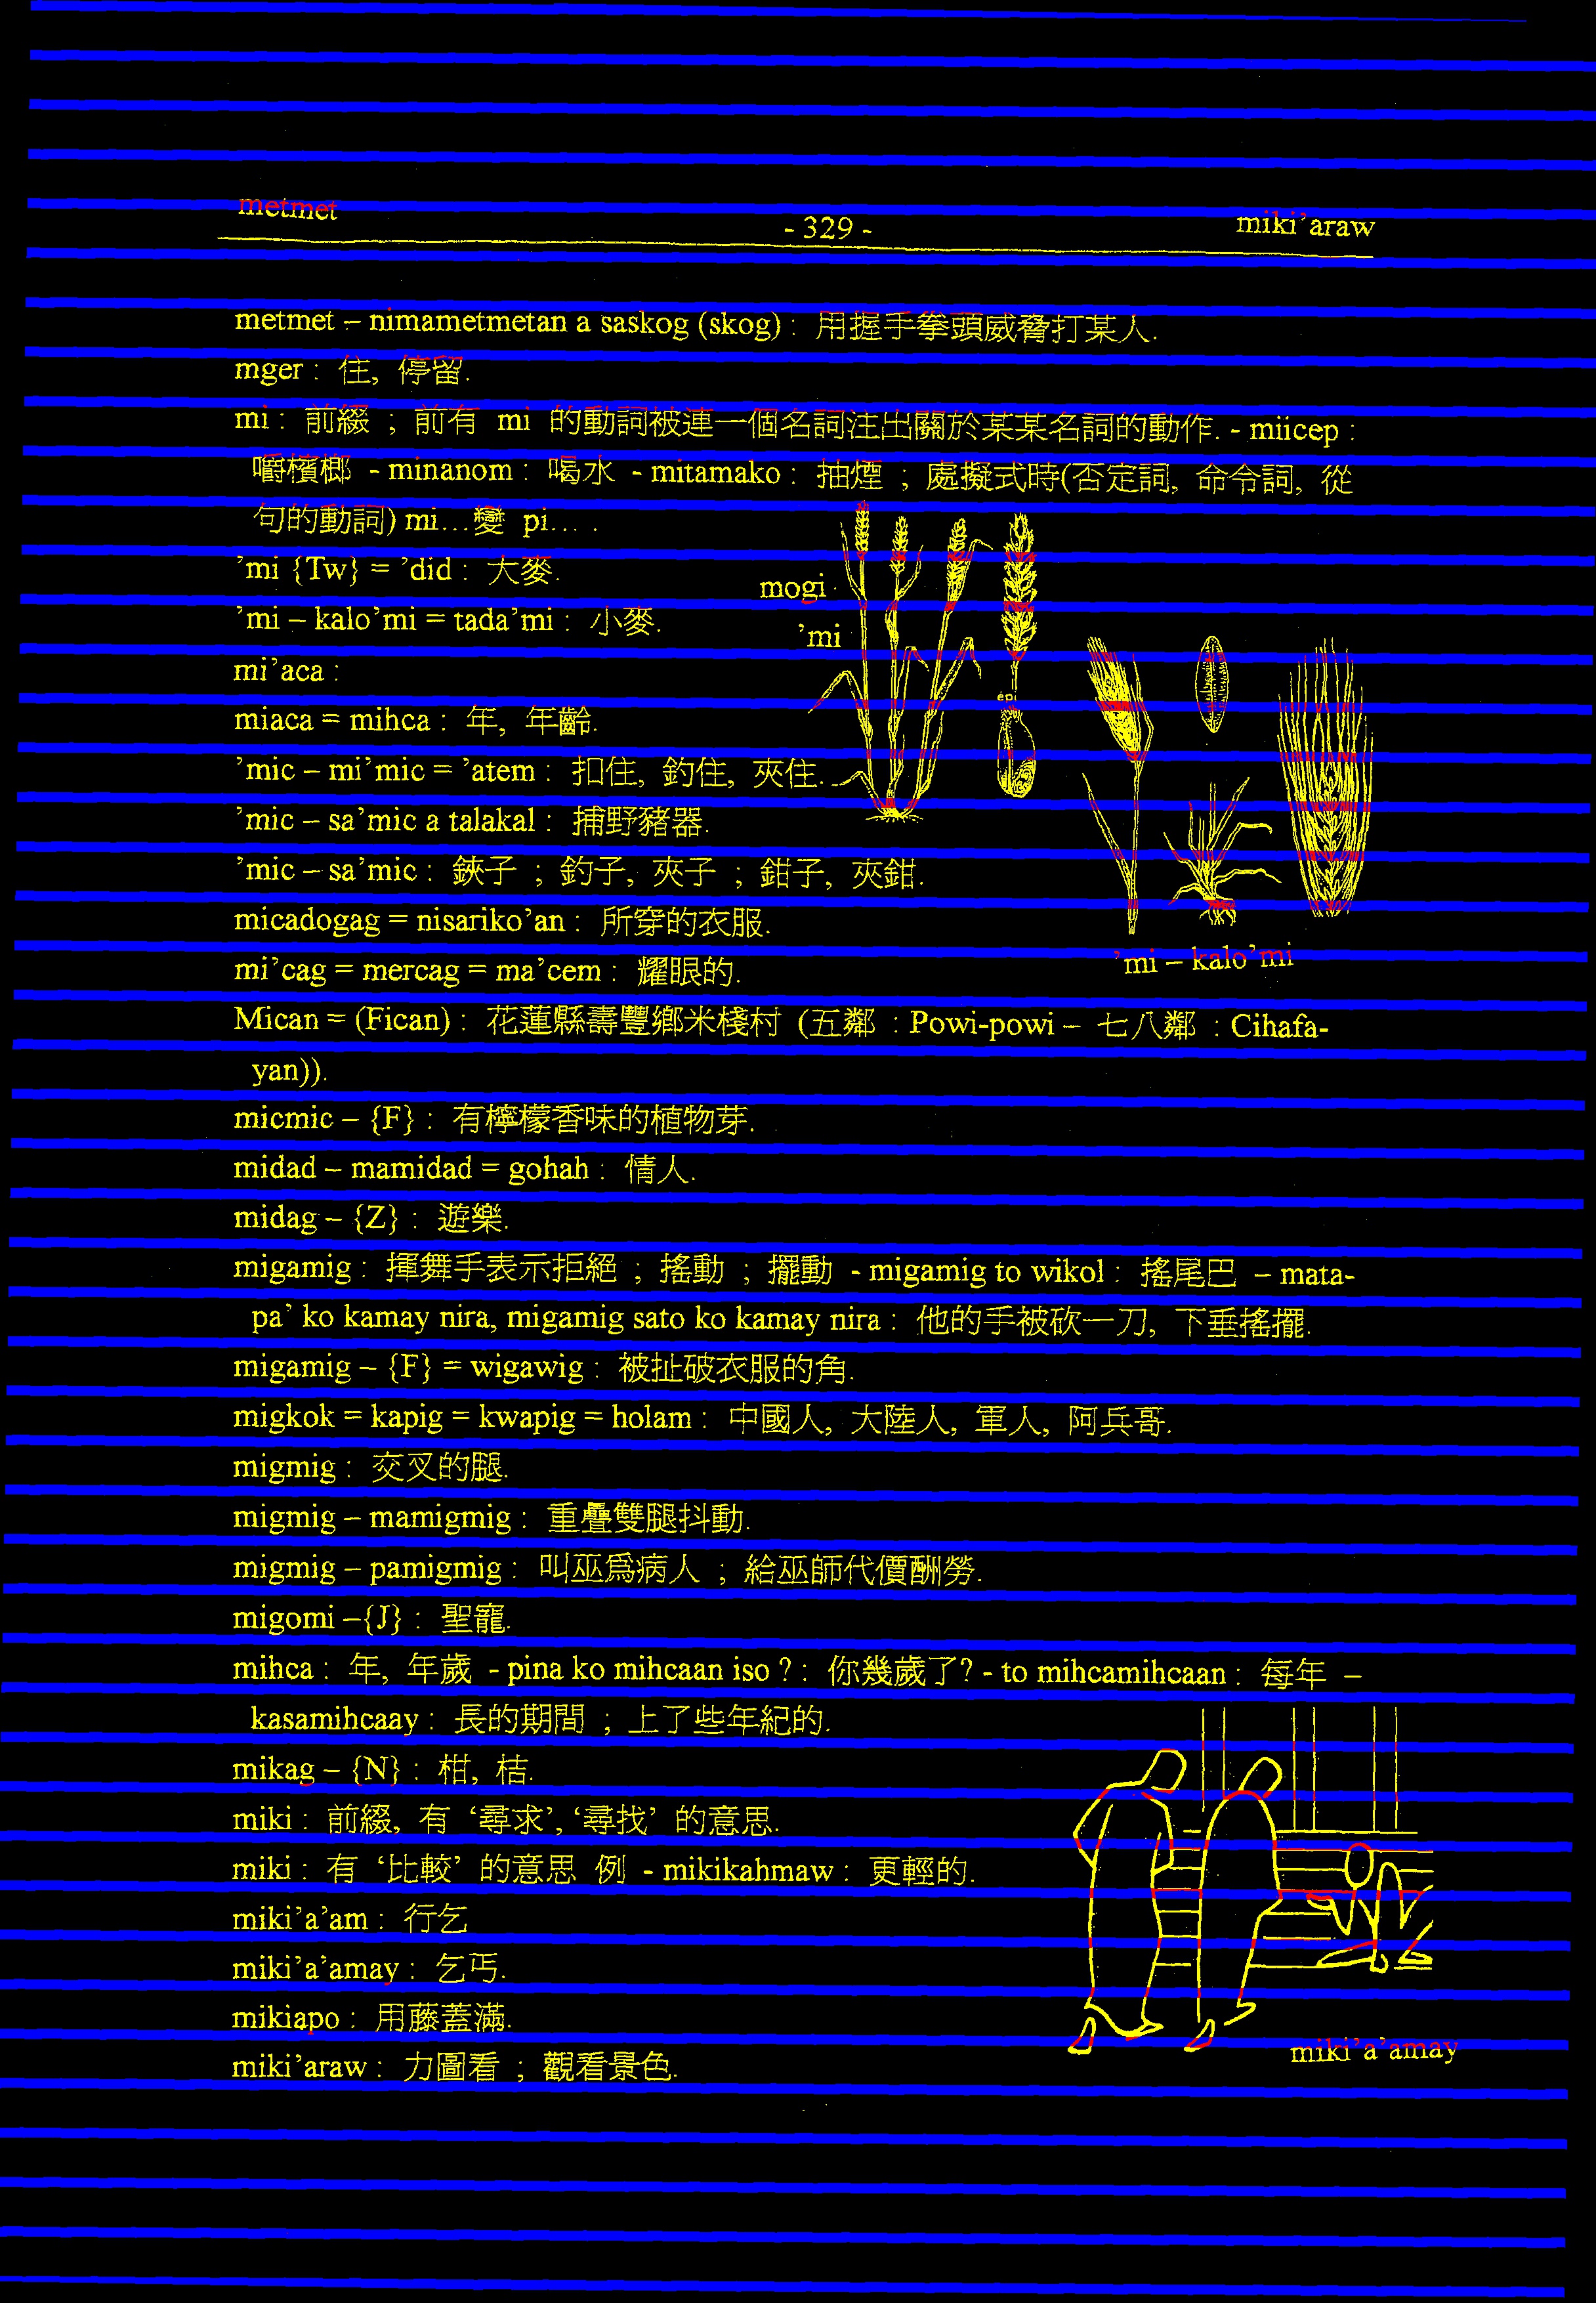 metmet - 329 - miki’araw
metmet – nimametmetan a saskog (skog) : 用握手拳頭威脅打某人.
mger : 住, 停留.
mi : 前綴 ; 前有 mi 的動詞被連一個名詞注出關於某某名詞的動作. - miicep :
嚼檳榔 - minanom : 喝水 - mitamako : 抽煙 ; 處擬式時(否定詞, 命令詞, 從
句的動詞) mi...變 pi... .
’mi {Tw} = ’did : 大麥.
mogi
’mi – kalo’mi = tada’mi : 小麥.
’mi
mi’aca :
épi
miaca = mihca : 年, 年齡.
’mic – mi’mic = ’atem : 扣住, 釣住, 夾住.
’mic – sa’mic a talakal : 捕野豬器.
’mic – sa’mic : 鋏子 ; 釣子, 夾子 ; 鉗子, 夾鉗.
micadogag = nisariko’an : 所穿的衣服.
’mi – kalo’mi
mi’cag = mercag = ma’cem : 耀眼的.
Mican = (Fican) : 花蓮縣壽豐鄉米棧村 (五鄰 : Powi-powi – 七八鄰 : Cihafa-
yan)).
micmic – {F} : 有檸檬香味的植物芽.
midad – mamidad = gohah : 情人.
midag – {Z} : 遊樂.
migamig : 揮舞手表示拒絕 ; 搖動 ; 擺動 - migamig to wikol : 搖尾巴 – mata-
pa’ ko kamay nira, migamig sato ko kamay nira : 他的手被砍一刀, 下垂搖擺.
migamig – {F} = wigawig : 被扯破衣服的角.
migkok = kapig = kwapig = holam : 中國人, 大陸人, 軍人, 阿兵哥.
migmig : 交叉的腿.
migmig – mamigmig : 重疊雙腿抖動.
migmig – pamigmig : 叫巫爲病人 ; 給巫師代價酬勞.
migomi –{J} : 聖寵.
mihca : 年, 年歲 - pina ko mihcaan iso ? : 你幾歲了? - to mihcamihcaan : 每年 –
kasamihcaay : 長的期間 ; 上了些年紀的.
mikag – {N} : 柑, 桔.
miki : 前綴, 有 ‘尋求’, ‘尋找’ 的意思.
miki : 有 ‘比較’ 的意思 例 - mikikahmaw : 更輕的.
miki’a’am : 行乞
miki’a’amay : 乞丐.
mikiapo : 用藤蓋滿.
miki’a’amay
miki’araw : 力圖看 ; 觀看景色.